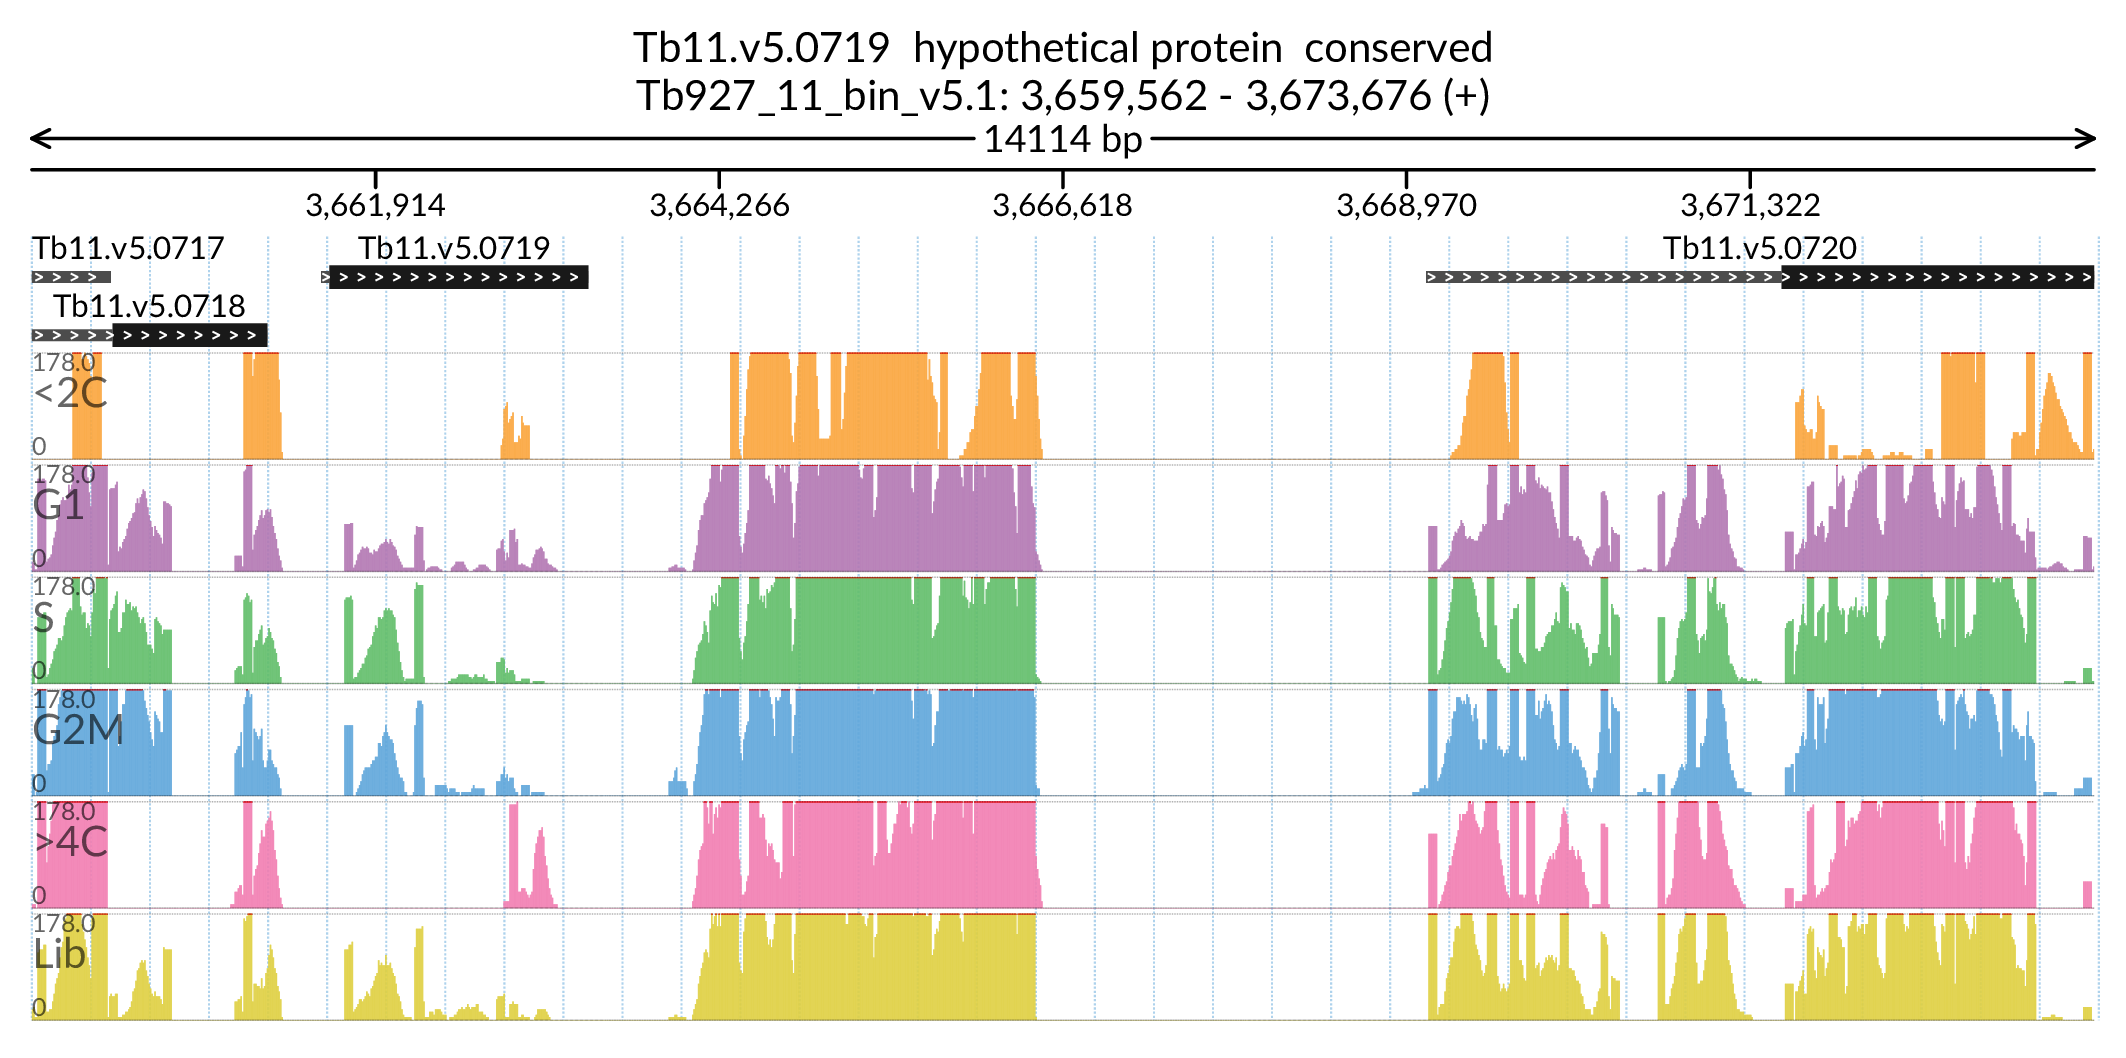 Tb11.v5.0719 hypothetical protein conserved
Tb927_11_bin_v5.1: 3,659,562 - 3,673,676 (+)
14114 bp
3,661,914 3,664,266 3,666,618 3,668,970 3,671,322
Tb11.v5.0717 Tb11.v5.0719 Tb11.v5.0720
Tb11.v5.0718
178.0
<2C
0
178.0
G1
0
178.0
S
0
178.0
G2M
0
178.0
>4C
0
178.0
Lib
0